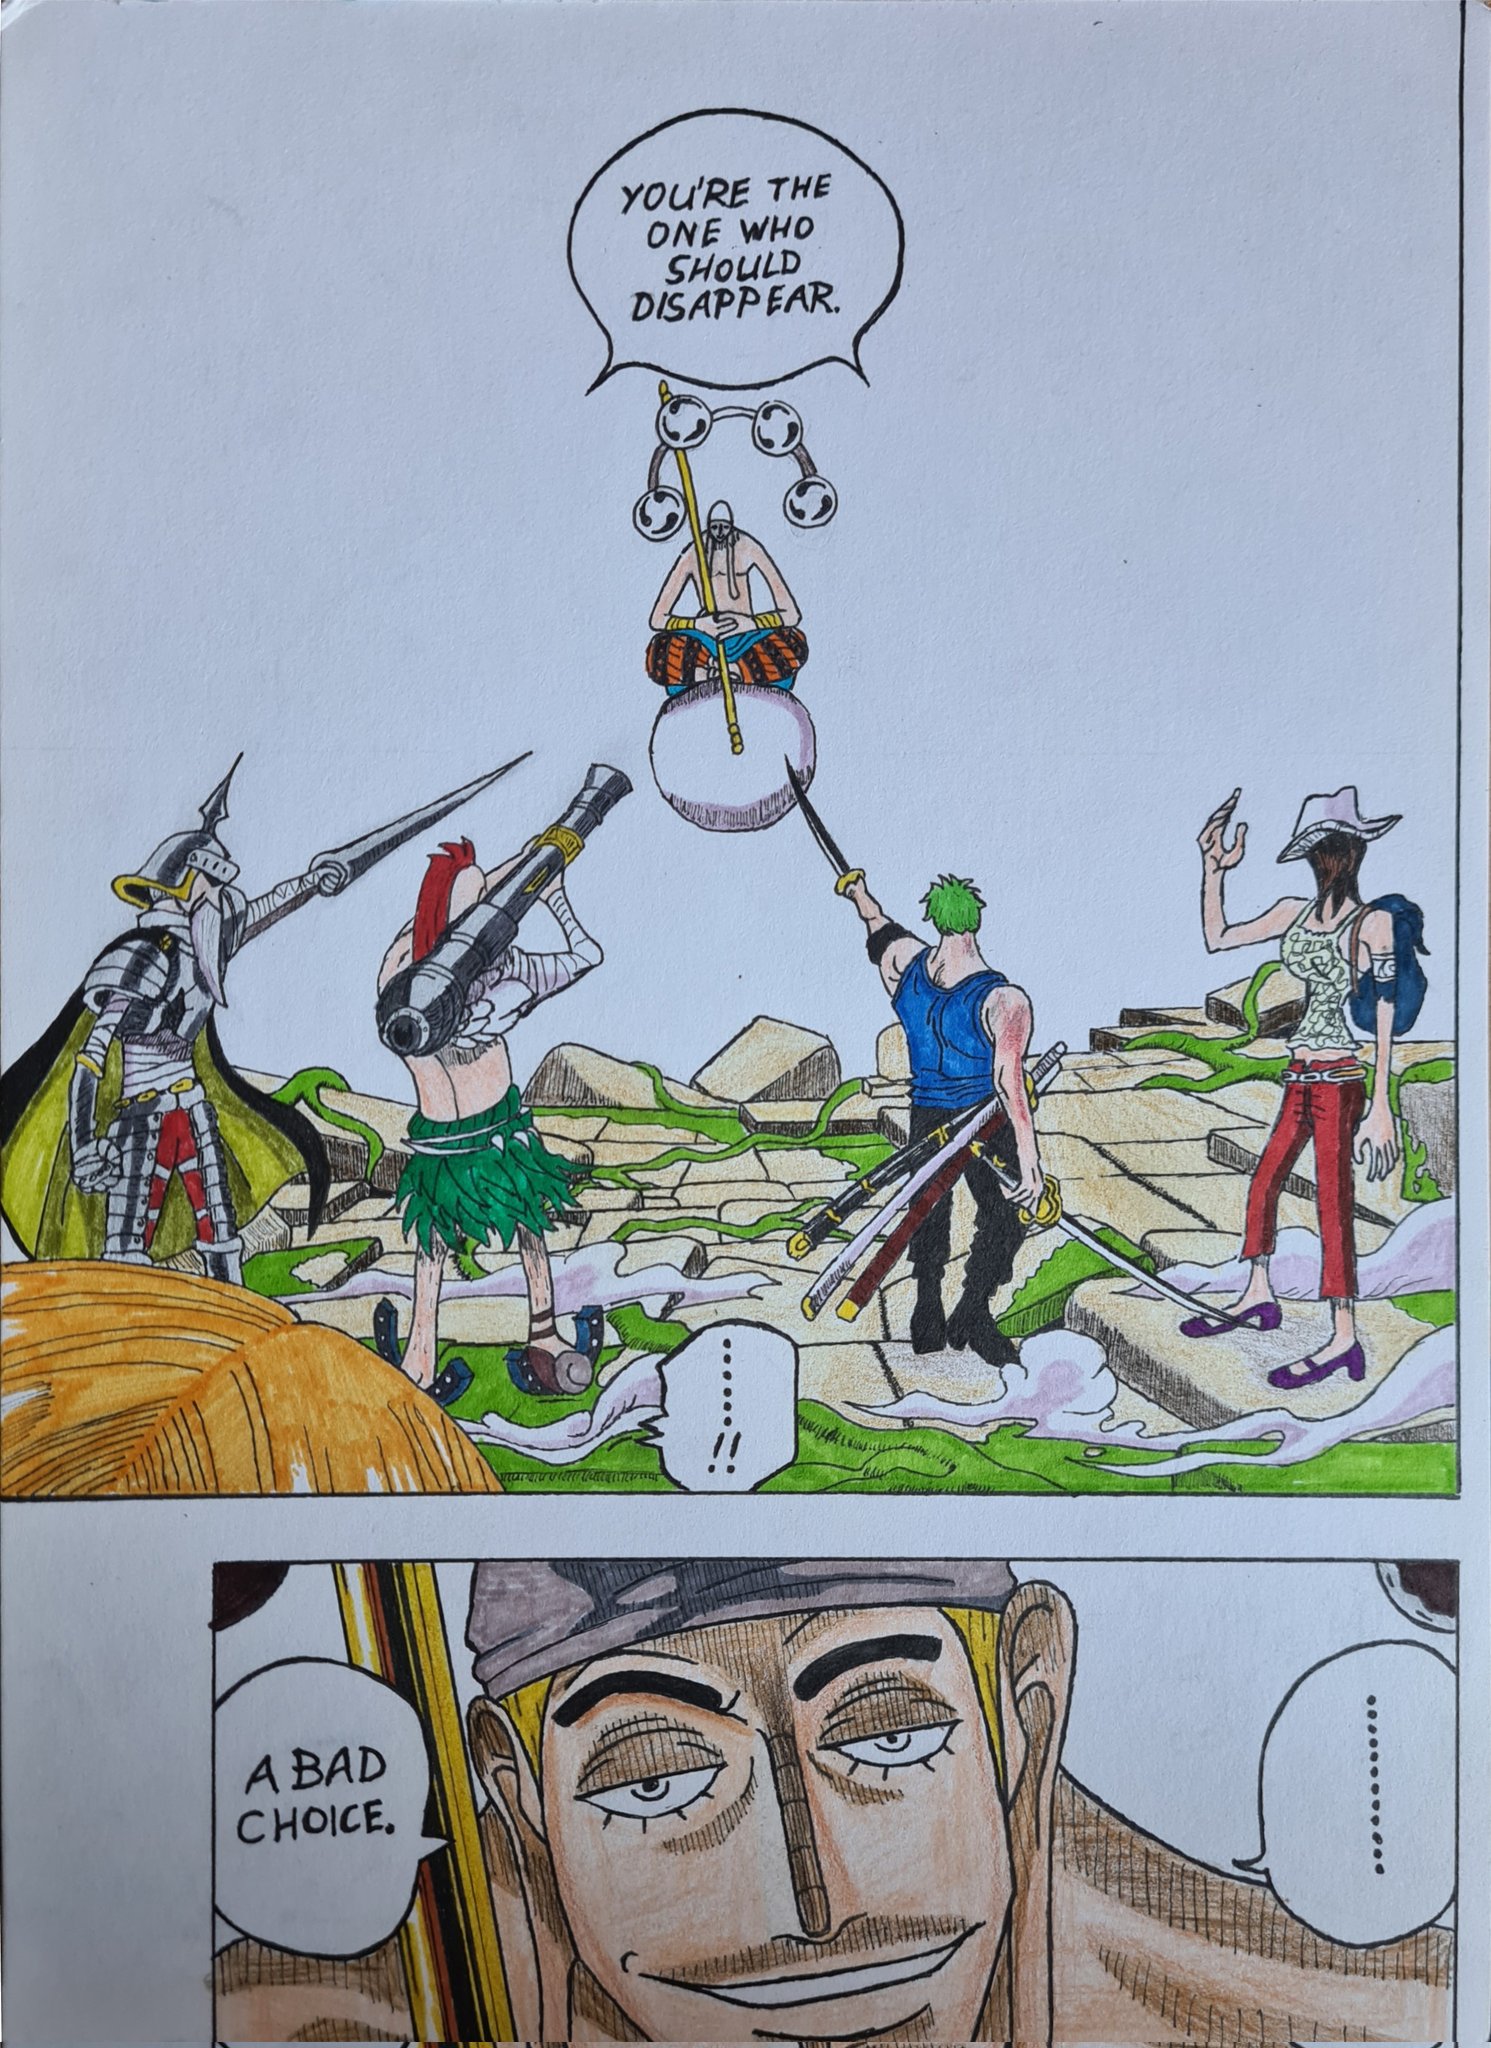 YOU'RE THE
ONE WHO
SHOULD
DISAPPEAR.
........!!
A BAD
CHOICE.
............